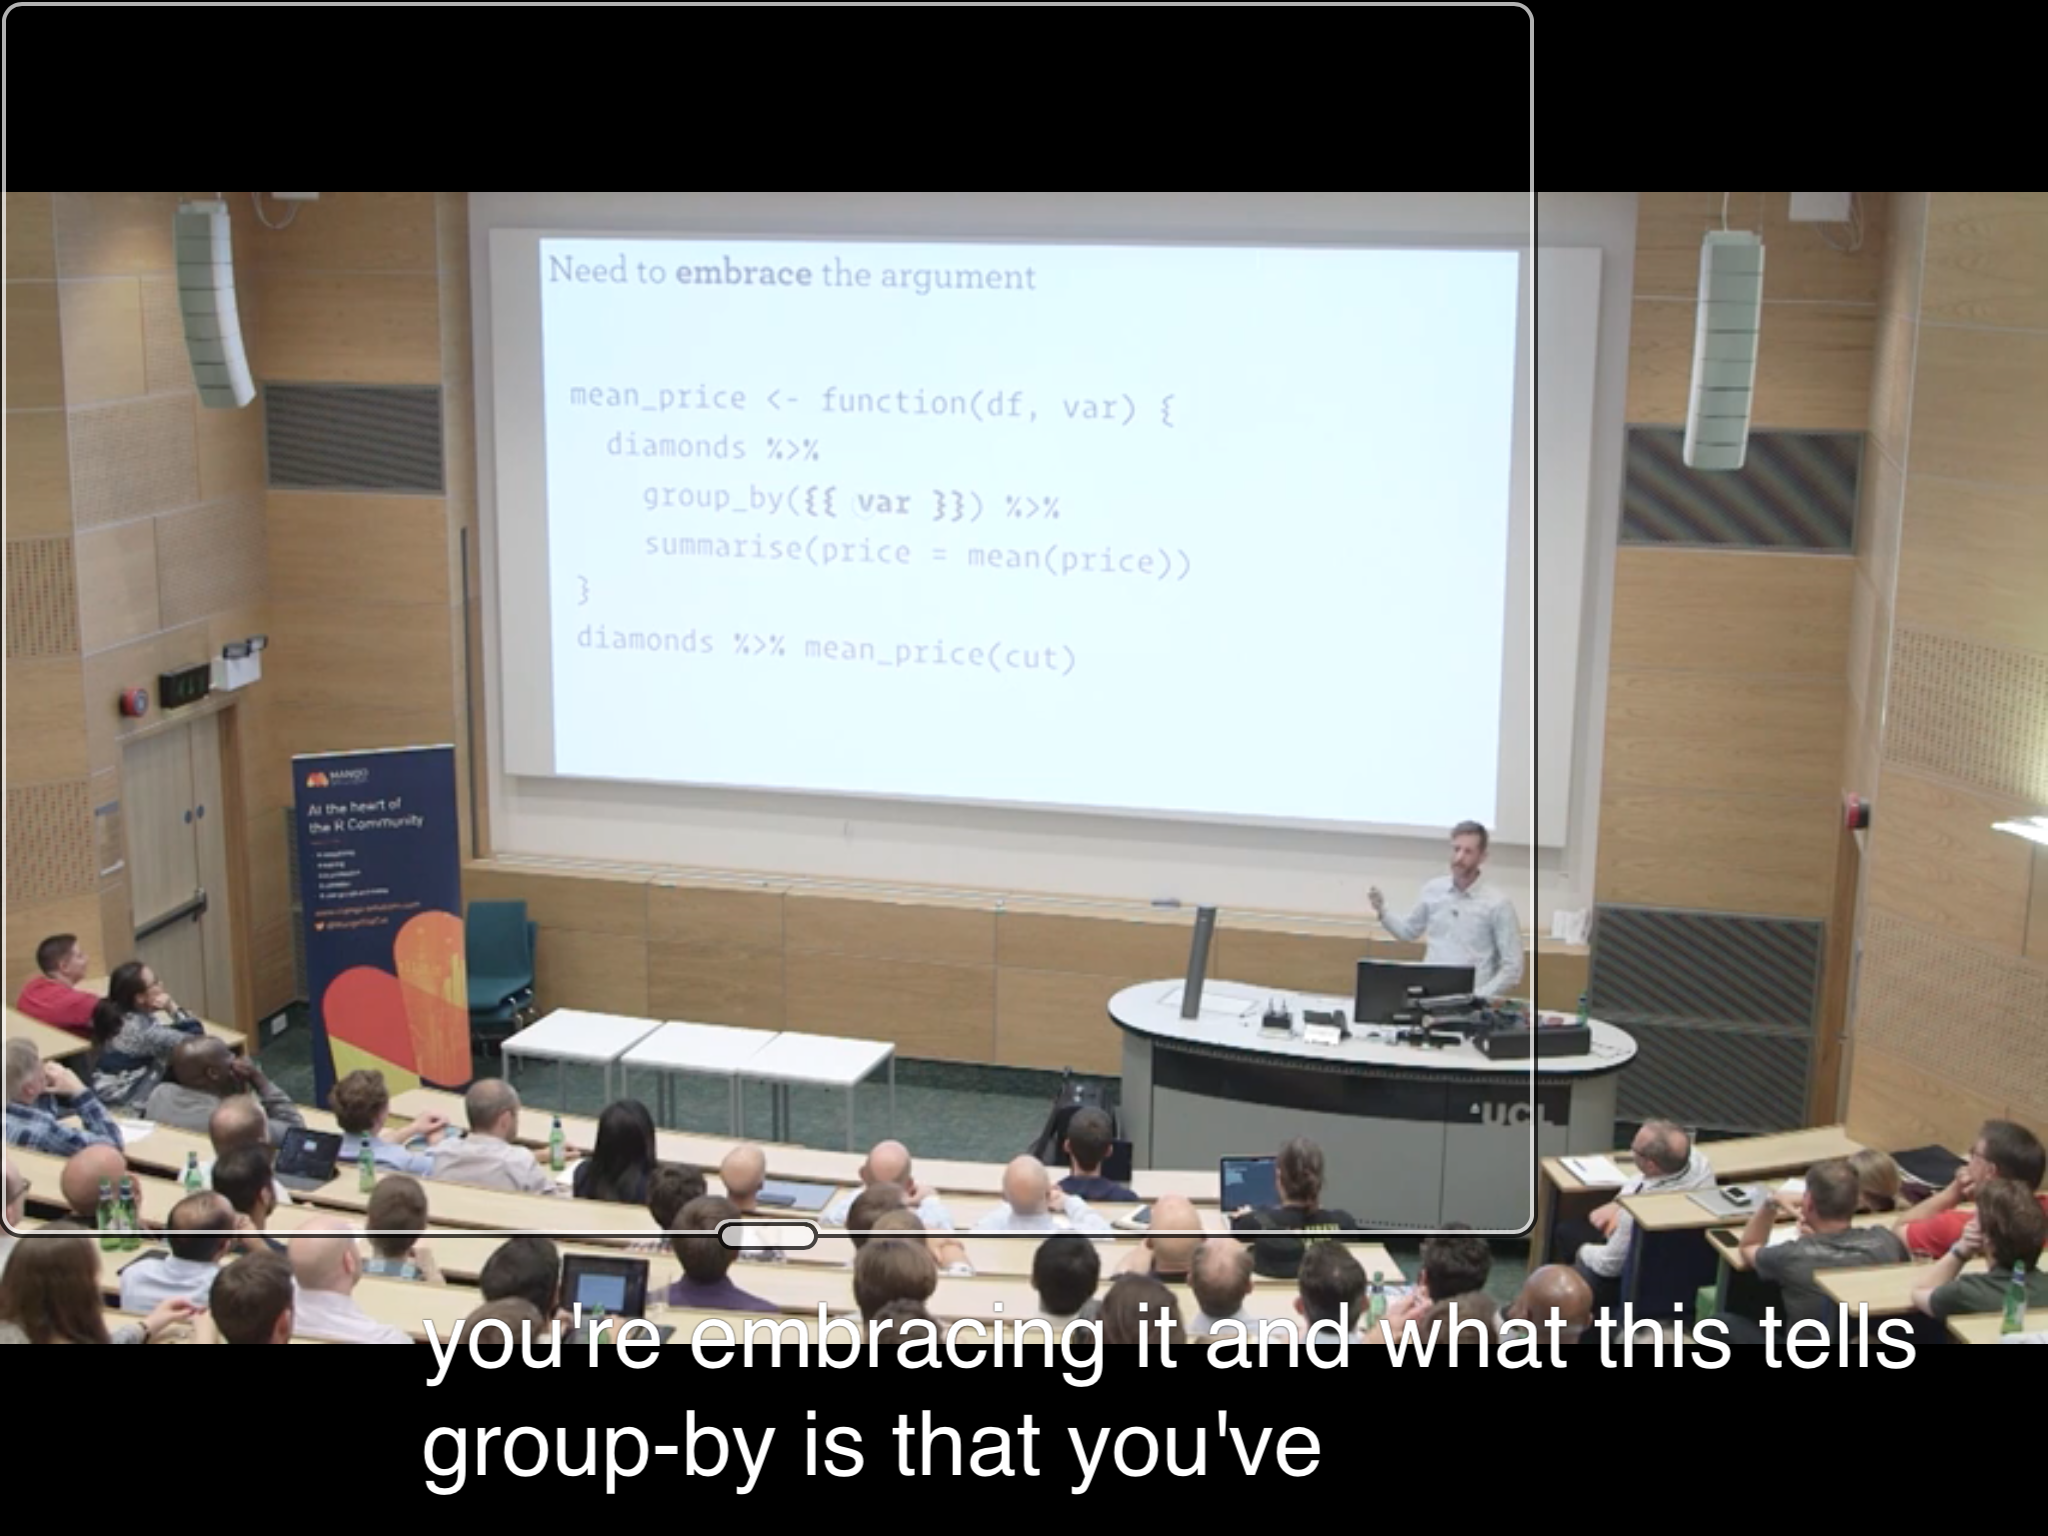 Need to embrace the argument
mean_price <- function(df, var) {
diamonds %>%
group_by({{ var }}) %>%
summarise(price = mean(price))
}
diamonds %>% mean_price(cut)
MANGO
At the heart of
the R Community
UCL
you're embracing it and what this tells
group-by is that you've